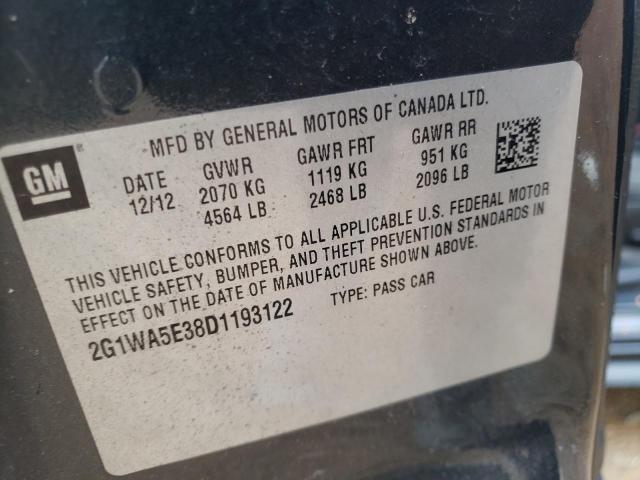 MFD BY GENERAL MOTORS OF CANADA LTD.
GM
DATE GVWR GAWR FRT GAWR RR
12/12 2070 KG 1119 KG 951 KG
4564 LB 2468 LB 2096 LB
THIS VEHICLE CONFORMS TO ALL APPLICABLE U.S. FEDERAL MOTOR
VEHICLE SAFETY, BUMPER, AND THEFT PREVENTION STANDARDS IN
EFFECT ON THE DATE OF MANUFACTURE SHOWN ABOVE.
2G1WA5E38D1193122 TYPE: PASS CAR